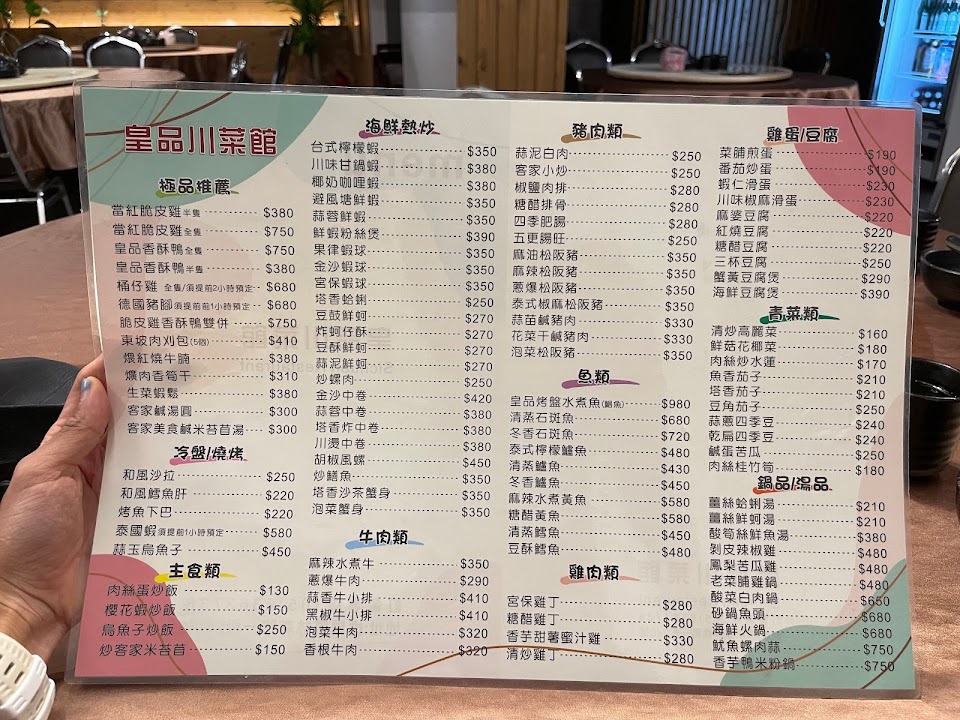 皇品川菜館
極品推薦
當紅脆皮雞半隻 $380
當紅脆皮雞全隻 $750
皇品香酥鴨全隻 $750
皇品香酥鴨半隻 $380
桶仔雞 全隻/須提前2小時預定 $680
德國豬腳須提前前1小時預定 $680
脆皮雞香酥鴨雙併 $750
東坡肉刈包(5個) $410
煨紅燒牛腩 $380
爌肉香筍干 $310
生菜蝦鬆 $380
客家鹹湯圓 $300
客家美食鹹米苔苜湯 $300
冷盤/燒烤
和風沙拉 $250
和風鱈魚肝 $220
烤魚下巴 $220
泰國蝦須提前1小時預定 $580
蒜玉烏魚子 $450
主食類
肉絲蛋炒飯 $130
櫻花蝦炒飯 $150
烏魚子炒飯 $250
炒客家米苔苜 $150
海鮮熱炒
台式檸檬蝦 $350
川味甘鍋蝦 $380
椰奶咖哩蝦 $380
避風塘鮮蝦 $350
蒜蓉鮮蝦 $350
鮮蝦粉絲煲 $390
果律蝦球 $350
金沙蝦球 $350
宮保蝦球 $350
塔香蛤蜊 $250
豆鼓鮮蚵 $270
炸蚵仔酥 $270
豆酥鮮蚵 $270
蒜泥鮮蚵 $270
炒螺肉 $250
金沙中卷 $420
蒜蓉中卷 $380
塔香炸中卷 $380
川燙中卷 $380
胡椒風螺 $450
炒鱔魚 $350
塔香沙茶蟹身 $350
泡菜蟹身 $350
牛肉類
麻辣水煮牛 $350
蔥爆牛肉 $290
蒜香牛小排 $410
黑椒牛小排 $410
泡菜牛肉 $320
香根牛肉 $320
豬肉類
蒜泥白肉 $250
客家小炒 $250
椒鹽肉排 $280
糖醋排骨 $280
四季肥腸 $280
五更腸旺 $250
麻油松阪豬 $350
麻辣松阪豬 $350
蔥爆松阪豬 $350
泰式椒麻松阪豬 $350
蒜苗鹹豬肉 $330
花菜干鹹豬肉 $330
泡菜松阪豬 $350
魚類
皇品烤盤水煮魚(鯛魚) $980
清蒸石斑魚 $680
冬香石斑魚 $720
泰式檸檬鱸魚 $480
清蒸鱸魚 $430
冬香鱸魚 $450
麻辣水煮黃魚 $580
糖醋黃魚 $580
清蒸鱈魚 $450
豆酥鱈魚 $480
雞肉類
宮保雞丁 $280
糖醋雞丁 $280
香芋甜薯蜜汁雞 $330
清炒雞丁 $280
雞蛋/豆腐
菜脯煎蛋 $190
番茄炒蛋 $190
蝦仁滑蛋 $230
川味椒麻滑蛋 $230
麻婆豆腐 $220
紅燒豆腐 $220
糖醋豆腐 $220
三杯豆腐 $250
蟹黃豆腐煲 $290
海鮮豆腐煲 $390
青菜類
清炒高麗菜 $160
鮮菇花椰菜 $180
肉絲炒水蓮 $170
魚香茄子 $210
塔香茄子 $210
豆角茄子 $250
蒜蔥四季豆 $240
乾扁四季豆 $240
鹹蛋苦瓜 $250
肉絲桂竹筍 $180
鍋品/湯品
薑絲蛤蜊湯 $210
薑絲鮮蚵湯 $210
酸筍絲鮮魚湯 $380
剝皮辣椒雞 $480
鳳梨苦瓜雞 $480
老菜脯雞鍋 $480
酸菜白肉鍋 $650
砂鍋魚頭 $680
海鮮火鍋 $680
魷魚螺肉蒜 $750
香芋鴨米粉鍋 $750